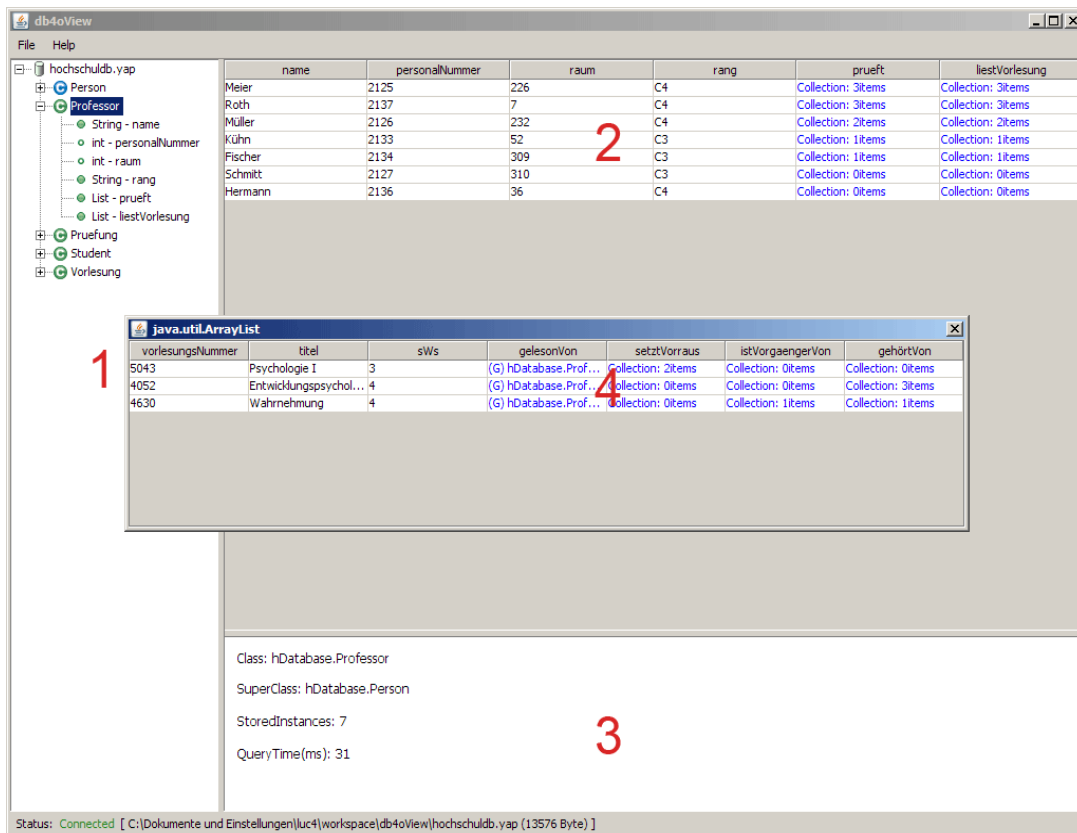 db4oView
File Help
hochschuldb.yap
Person
Professor
String - name
int - personalNummer
int - raum
String - rang
List - prueft
List - liestVorlesung
Pruefung
Student
Vorlesung
name personalNummer raum rang prueft liestVorlesung
Meier 2125 226 C4 Collection: 3items Collection: 3items
Roth 2137 7 C4 Collection: 3items Collection: 3items
Müller 2126 232 C4 Collection: 2items Collection: 2items
Kühn 2133 52 C3 Collection: 1items Collection: 1items
Fischer 2134 309 C3 Collection: 1items Collection: 1items
Schmitt 2127 310 C3 Collection: 0items Collection: 0items
Hermann 2136 36 C4 Collection: 0items Collection: 0items
2
1
java.util.ArrayList
vorlesungsNummer titel sWs gelesonVon setztVorraus istVorgaengerVon gehörtVon
5043 Psychologie I 3 (G) hDatabase.Prof... Collection: 2items Collection: 0items Collection: 0items
4052 Entwicklungspsychol... 4 (G) hDatabase.Prof... Collection: 0items Collection: 0items Collection: 3items
4630 Wahrnehmung 4 (G) hDatabase.Prof... Collection: 0items Collection: 1items Collection: 1items
4
Class: hDatabase.Professor
SuperClass: hDatabase.Person
StoredInstances: 7
QueryTime(ms): 31
3
Status: Connected [ C:\Dokumente und Einstellungen\luc4\workspace\db4oView\hochschuldb.yap (13576 Byte) ]